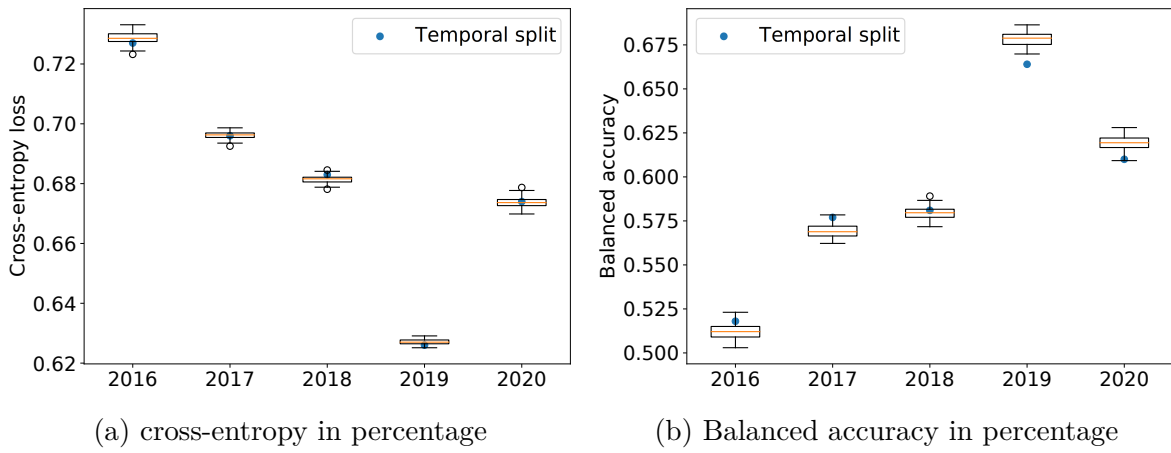 Temporal split
0.72
0.70
0.68
0.66
0.64
0.62
Cross-entropy loss
2016 2017 2018 2019 2020
(a) cross-entropy in percentage
Temporal split
0.675
0.650
0.625
0.600
0.575
0.550
0.525
0.500
Balanced accuracy
2016 2017 2018 2019 2020
(b) Balanced accuracy in percentage